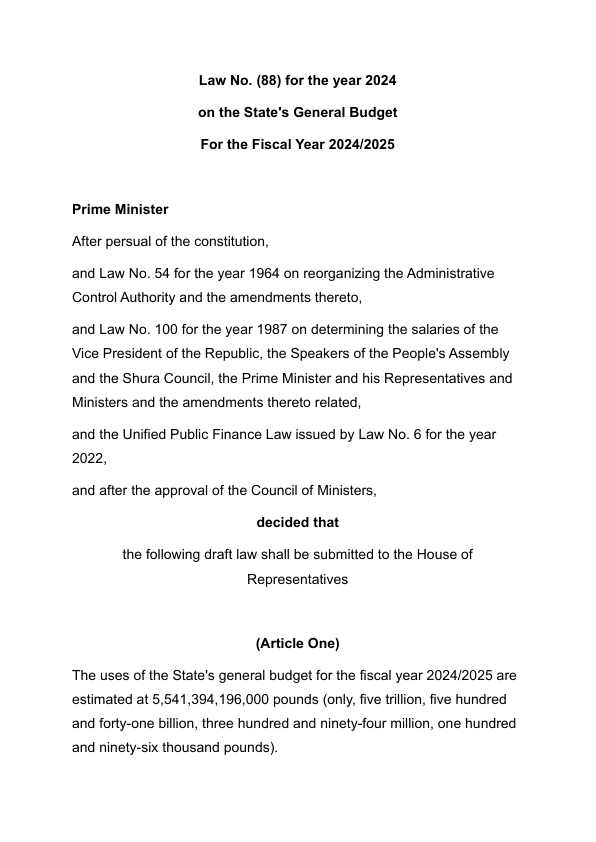 Law No. (88) for the year 2024
on the State's General Budget
For the Fiscal Year 2024/2025
Prime Minister
After persual of the constitution,
and Law No. 54 for the year 1964 on reorganizing the Administrative
Control Authority and the amendments thereto,
and Law No. 100 for the year 1987 on determining the salaries of the
Vice President of the Republic, the Speakers of the People's Assembly
and the Shura Council, the Prime Minister and his Representatives and
Ministers and the amendments thereto related,
and the Unified Public Finance Law issued by Law No. 6 for the year
2022,
and after the approval of the Council of Ministers,
decided that
the following draft law shall be submitted to the House of
Representatives
(Article One)
The uses of the State's general budget for the fiscal year 2024/2025 are
estimated at 5,541,394,196,000 pounds (only, five trillion, five hundred
and forty-one billion, three hundred and ninety-four million, one hundred
and ninety-six thousand pounds).